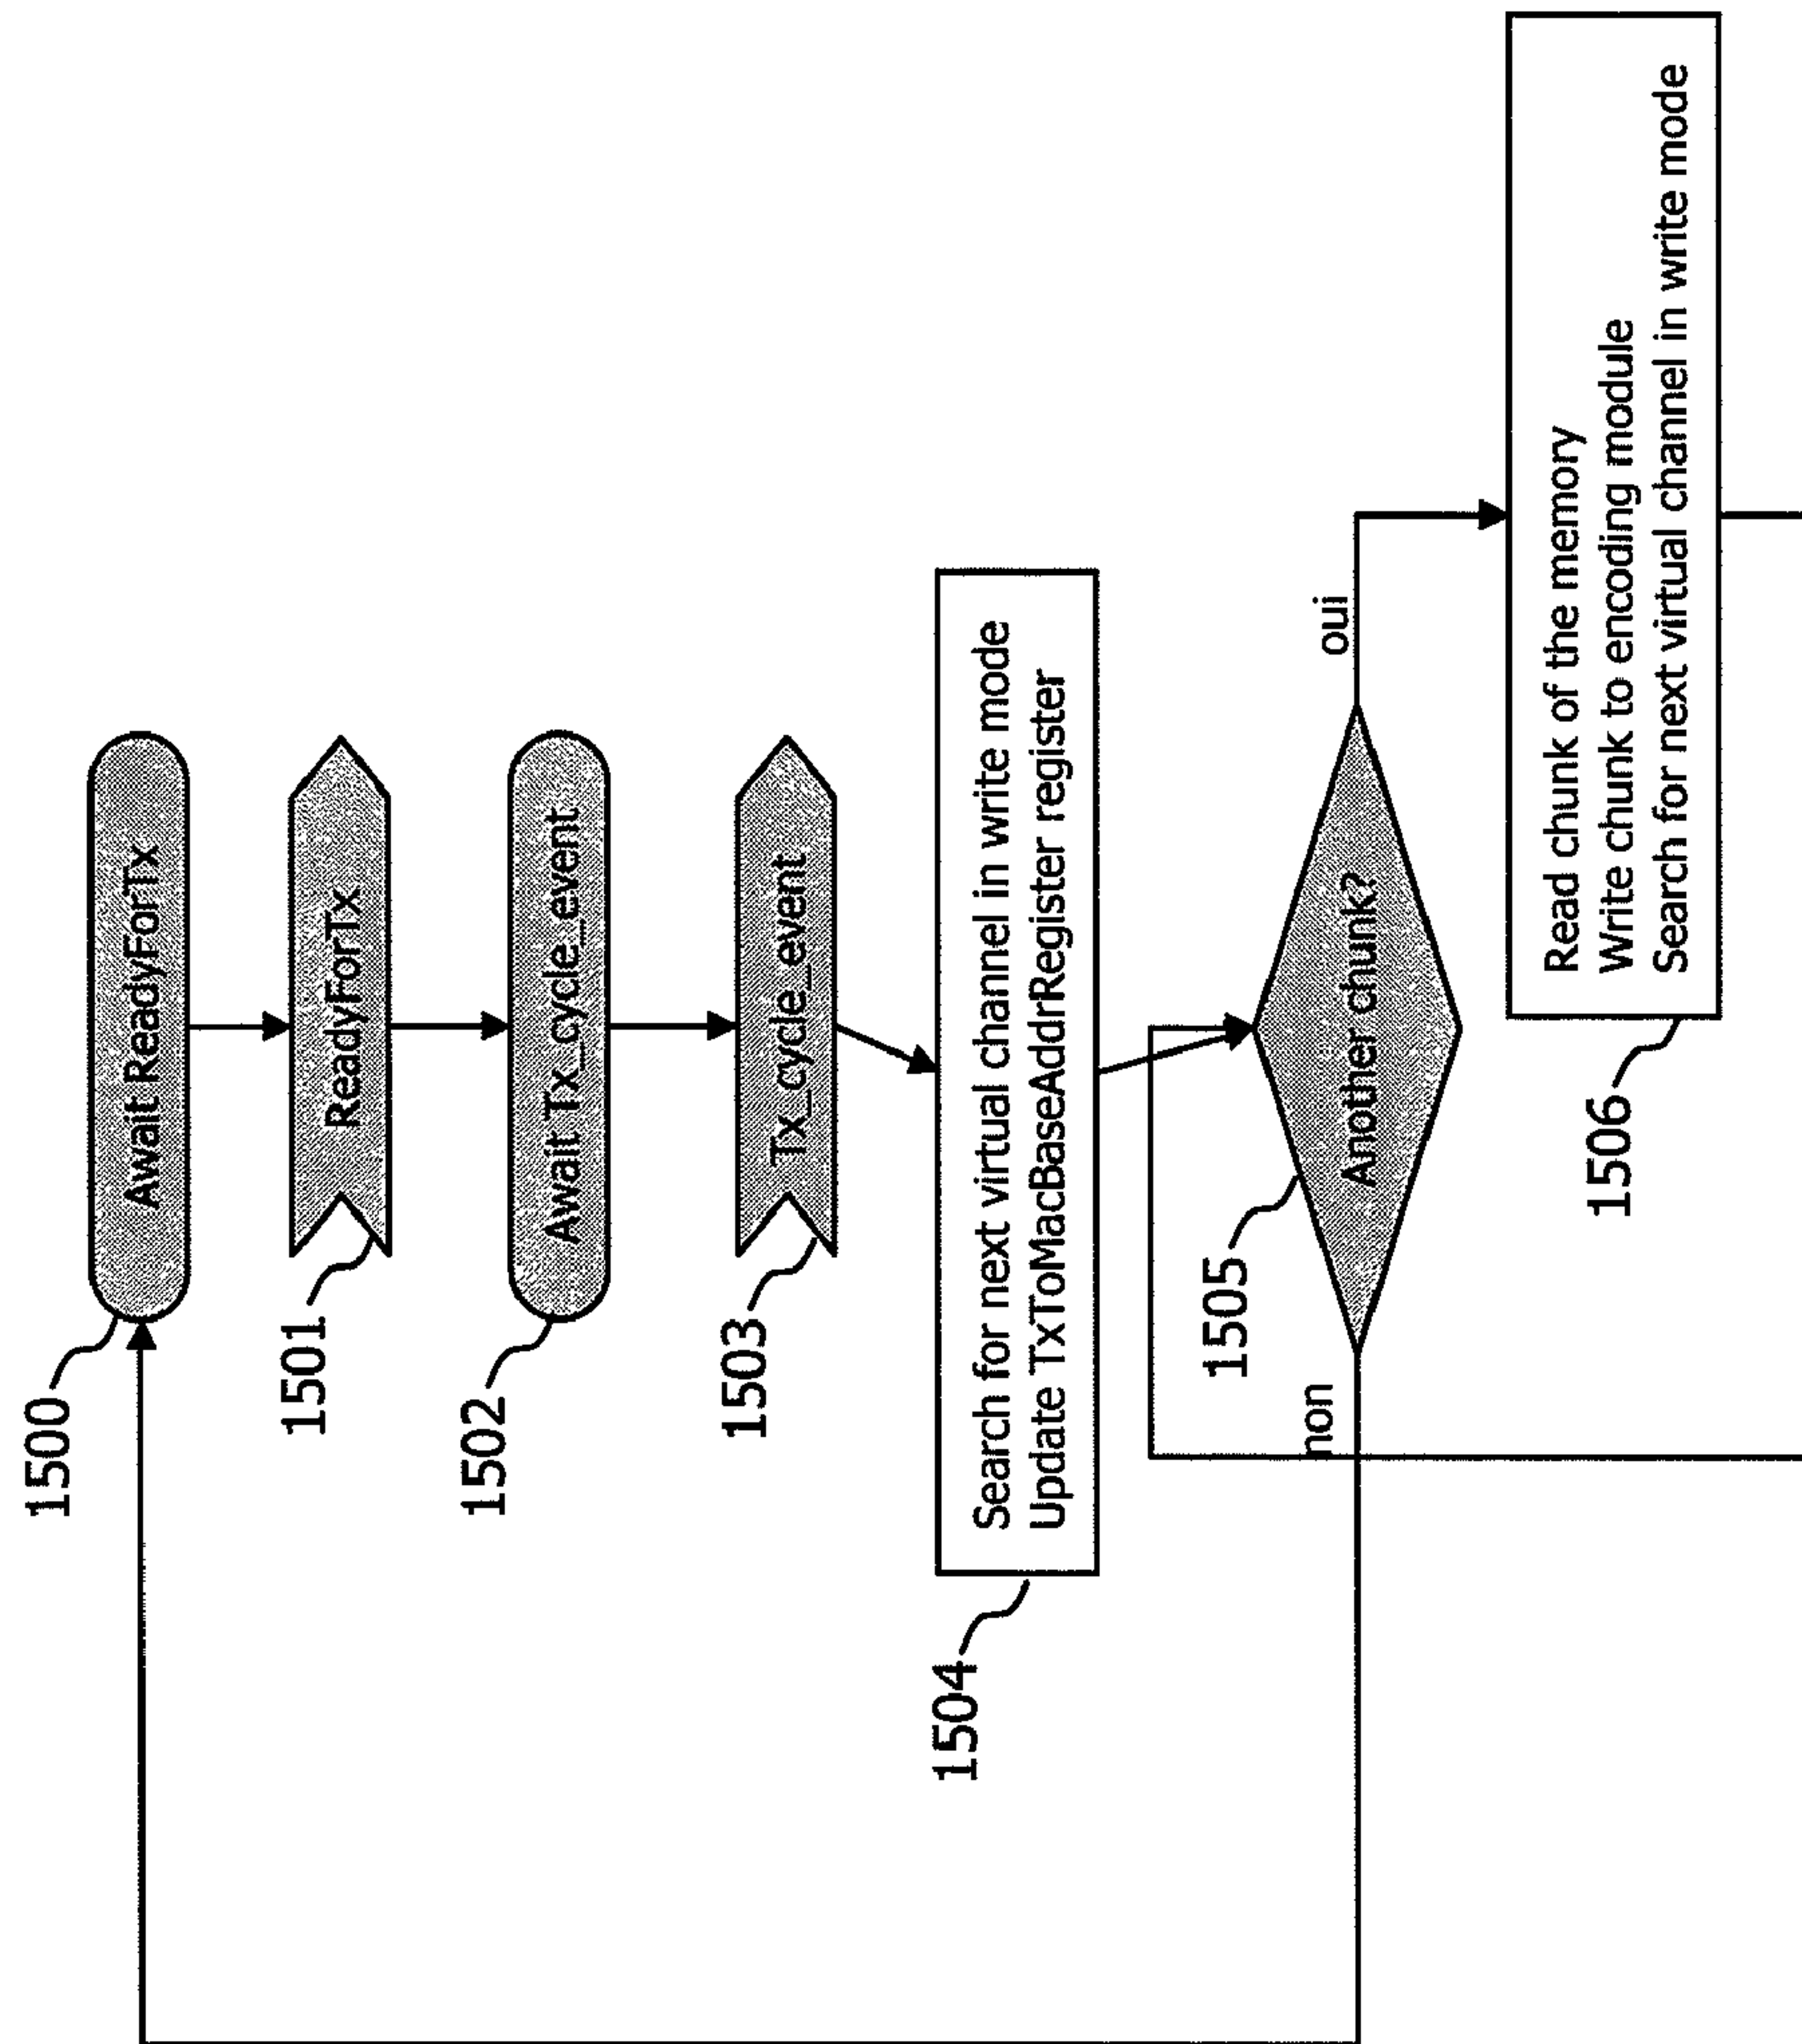 1500
Await ReadyForTx
1501
ReadyForTx
1502
Await Tx_cycle_event
1503
Tx_cycle_event
1504
Search for next virtual channel in write mode
Update TxToMacBaseAddrRegister register
1505
Another chunk?
non
oui
1506
Read chunk of the memory
Write chunk to encoding module
Search for next virtual channel in write mode